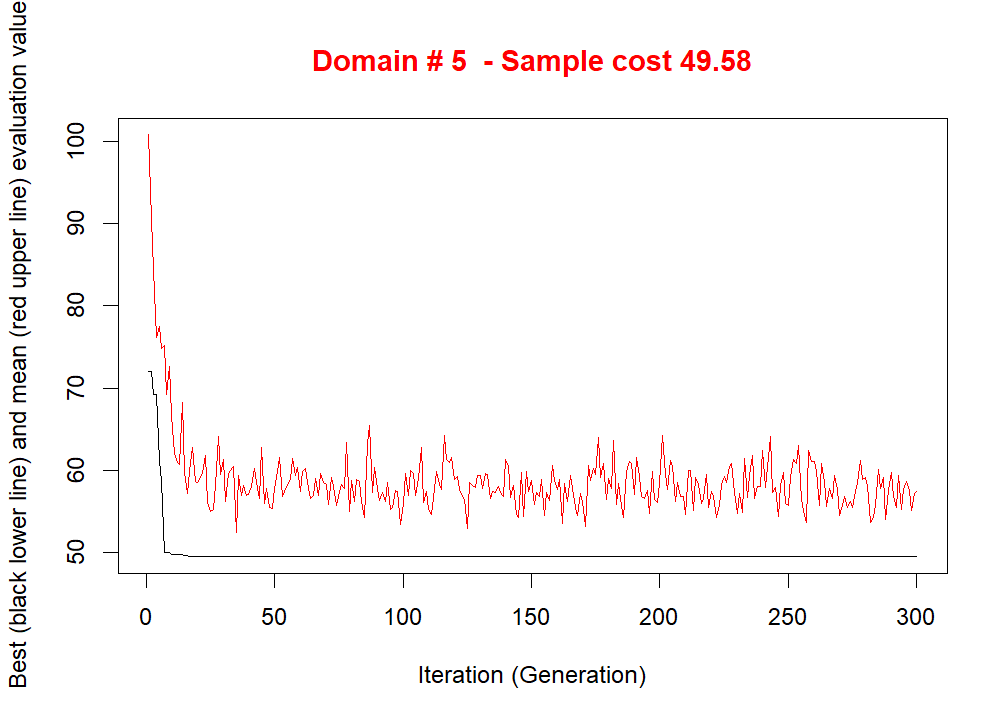 Domain # 5  - Sample cost 49.58
Best (black lower line) and mean (red upper line) evaluation value
100
90
80
70
60
50
0 50 100 150 200 250 300
Iteration (Generation)